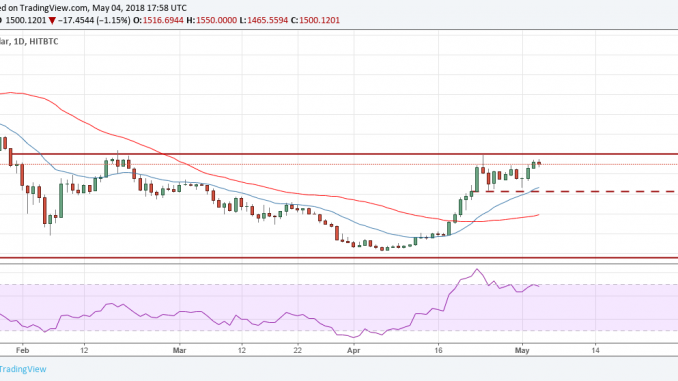 d on TradingView.com, May 04, 2018 17:58 UTC
D 1500.1201 ▼ −17.4544 (−1.15%) O:1516.6944 H:1550.0000 L:1465.5594 C:1500.1201
lar, 1D, HITBTC
Feb 12 Mar 12 22 Apr 16 May 14
TradingView